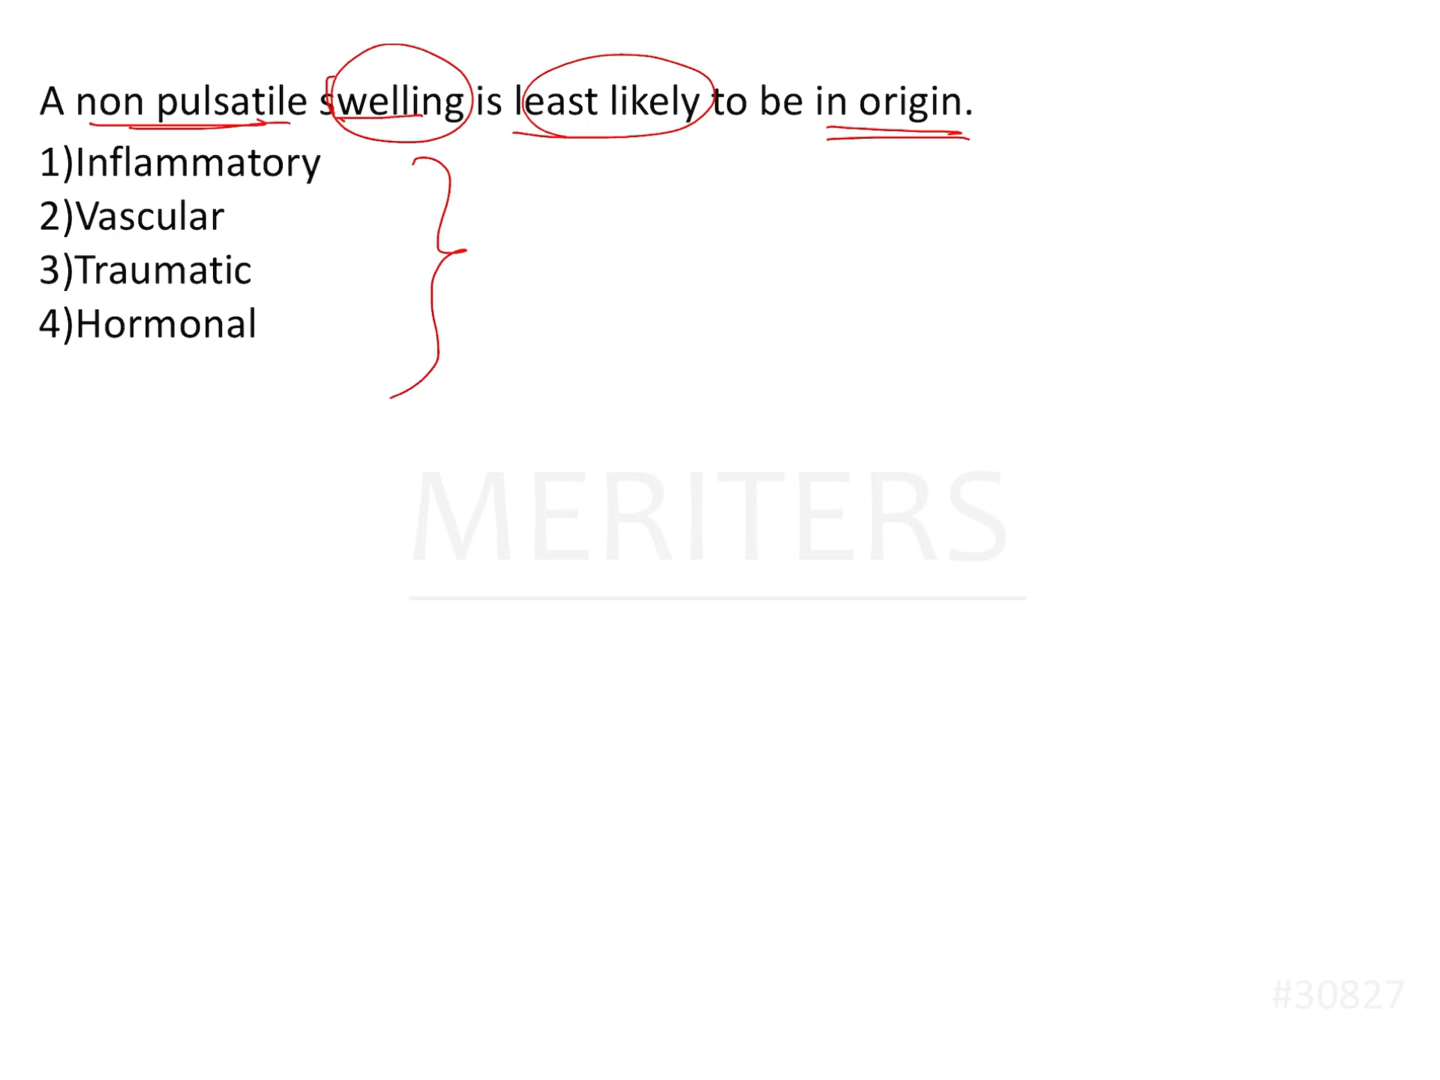 A non pulsatile swelling is least likely to be in origin.
1)Inflammatory
2)Vascular
3)Traumatic
4)Hormonal
MERITERS
#30827